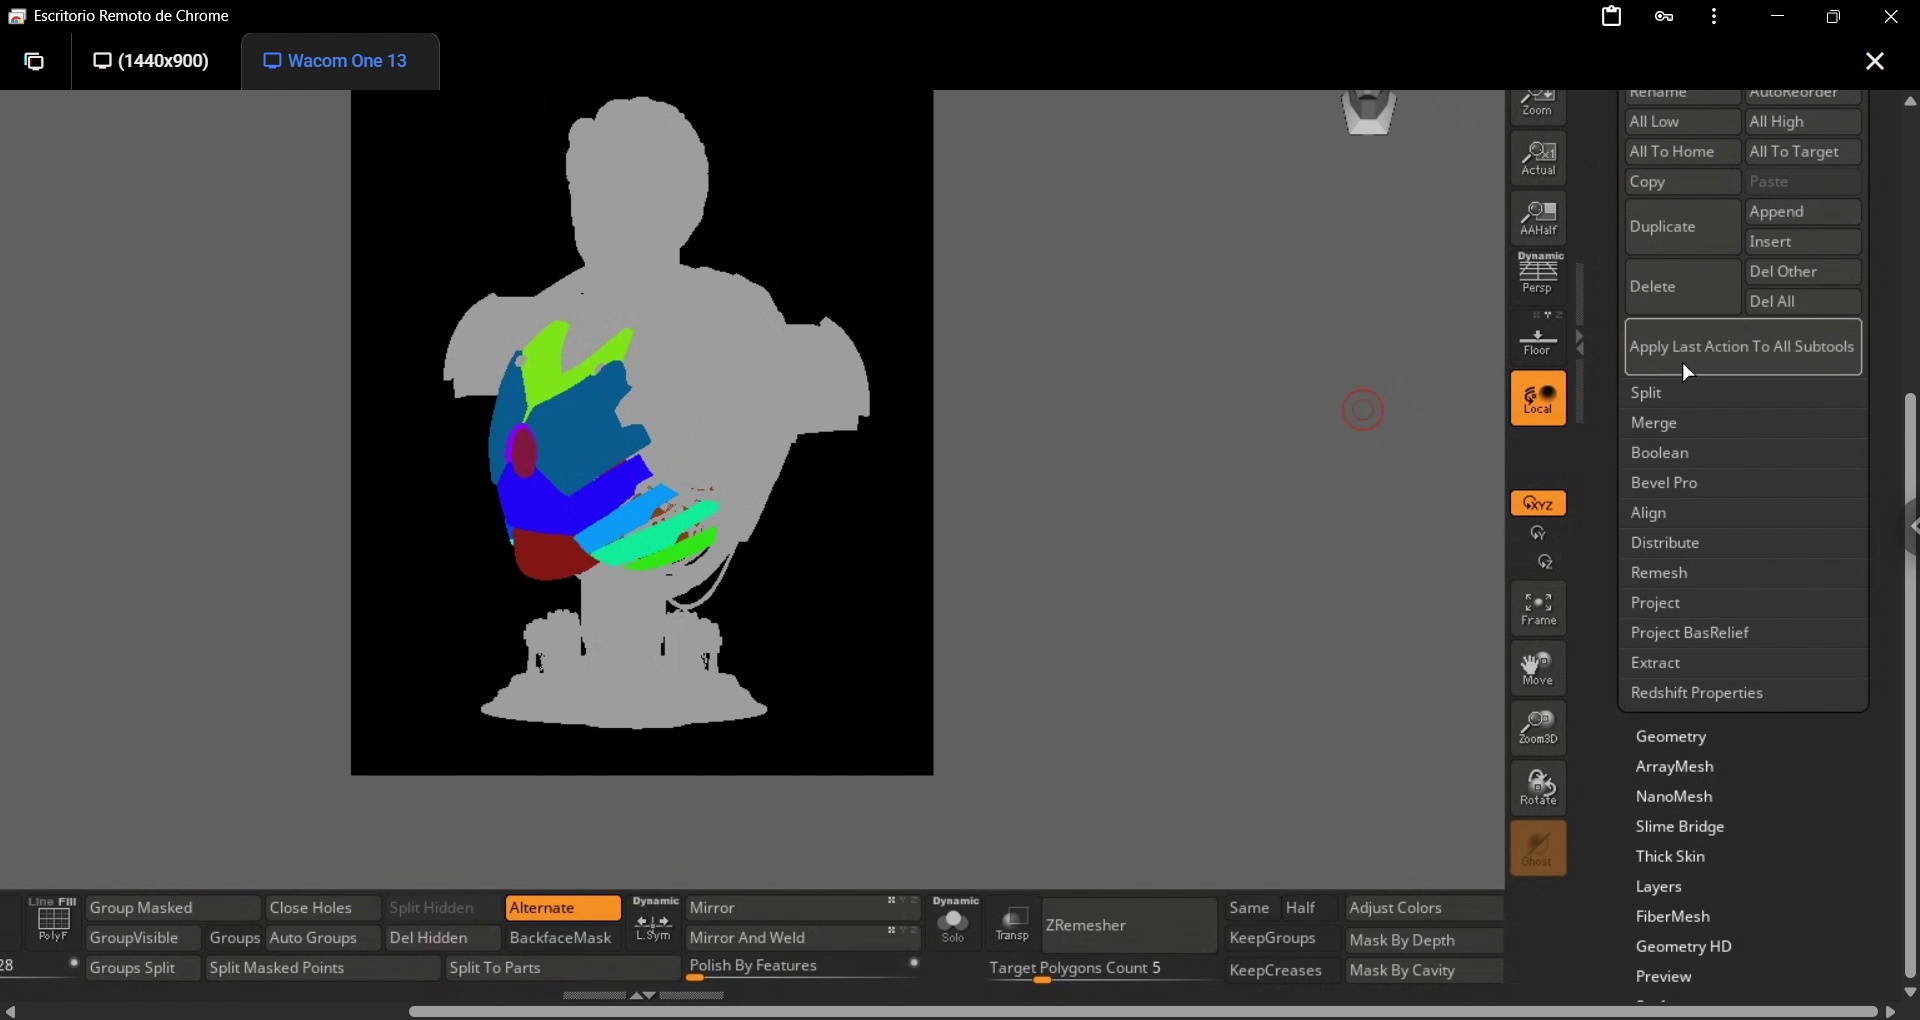 Escritorio Remoto de Chrome
(1440x900)
Wacom One 13
Zoom
Actual
AAHalf
Dynamic
Persp
Floor
Local
XYZ
Y
Z
Frame
Move
Zoom3D
Rotate
Ghost
Rename AutoReorder
All Low All High
All To Home All To Target
Copy Paste
Duplicate Append
Insert
Delete Del Other
Del All
Apply Last Action To All Subtools
Split
Merge
Boolean
Bevel Pro
Align
Distribute
Remesh
Project
Project BasRelief
Extract
Redshift Properties
Geometry
ArrayMesh
NanoMesh
Slime Bridge
Thick Skin
Layers
FiberMesh
Geometry HD
Preview
Line Fill
PolyF
Group Masked Close Holes Split Hidden Alternate
GroupVisible Groups Auto Groups Del Hidden BackfaceMask
28 Groups Split Split Masked Points Split To Parts
Dynamic
L.Sym
Mirror
Mirror And Weld
Polish By Features
Dynamic
Solo
Transp
ZRemesher
Target Polygons Count 5
Same Half Adjust Colors
KeepGroups Mask By Depth
KeepCreases Mask By Cavity